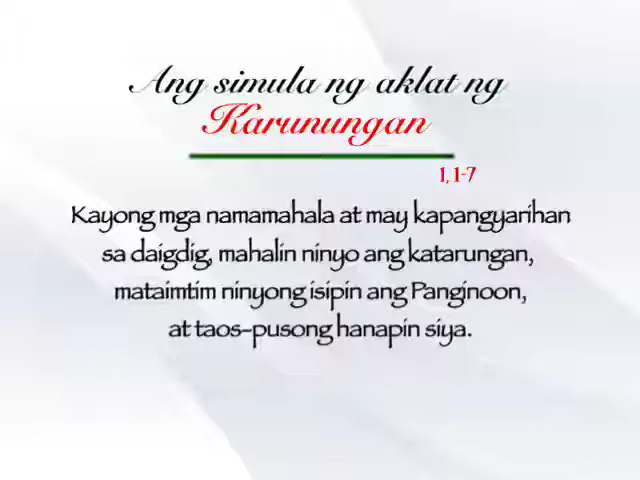 Ang simula ng aklat ng
Karunungan
1, 1-7
Kayong mga namamahala at may kapangyarihan
sa daigdig, mahalin ninyo ang katarungan,
mataimtim ninyong isipin ang Panginoon,
at taos-pusong hanapin siya.